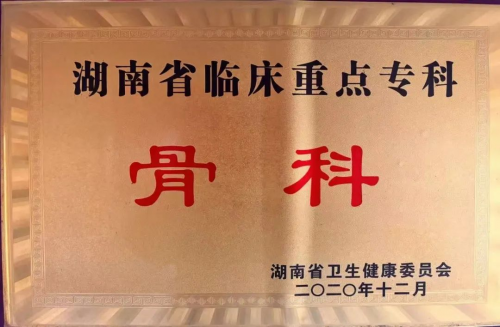 湖南省临床重点专科
骨科
湖南省卫生健康委员会
二〇二〇年十二月